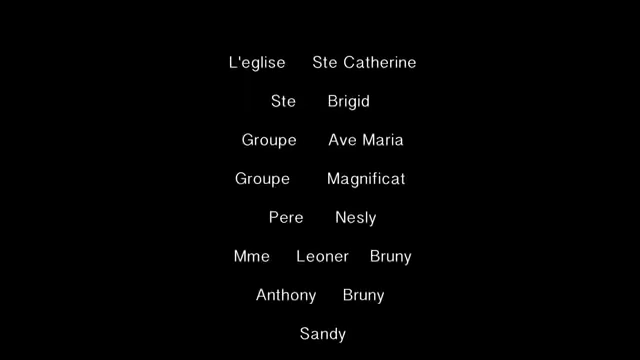 L'eglise Ste Catherine
Ste Brigid
Groupe Ave Maria
Groupe Magnificat
Pere Nesly
Mme Leoner Bruny
Anthony Bruny
Sandy